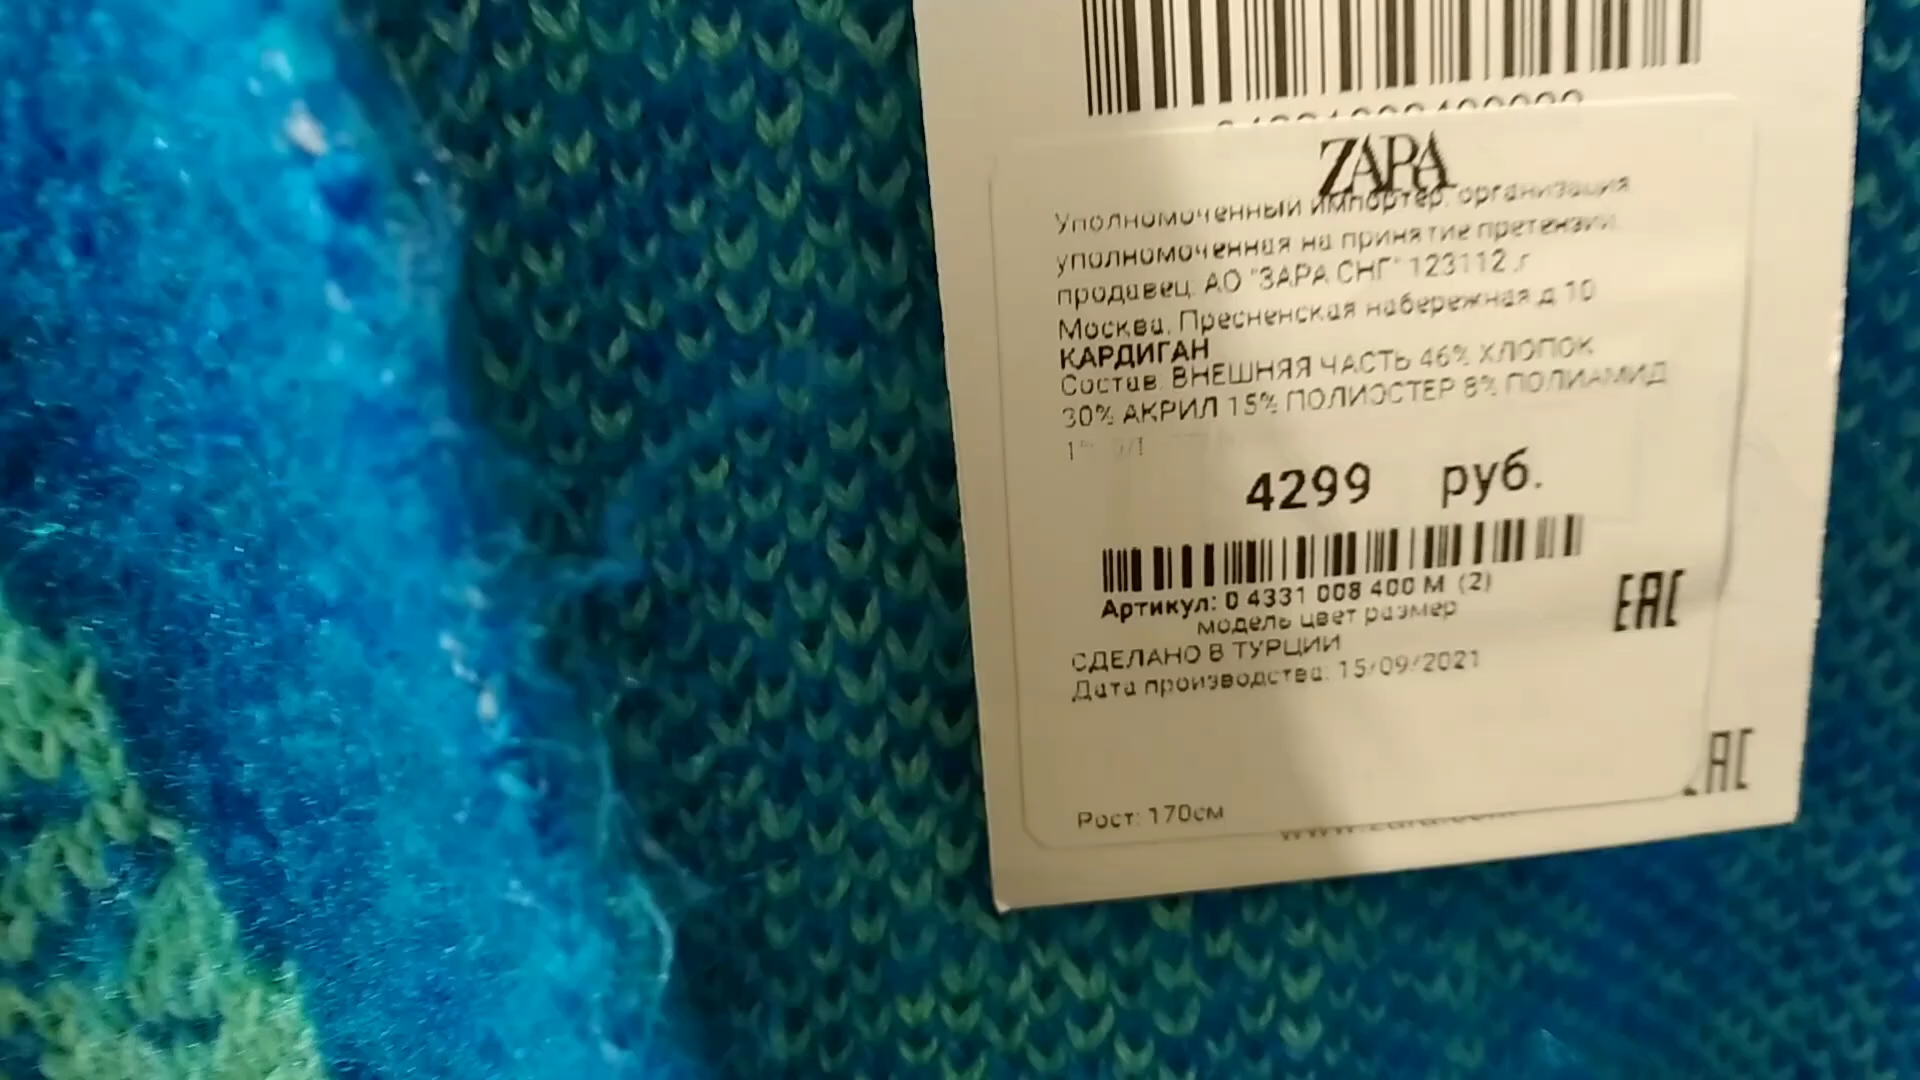 ZARA
Уполномоченный импортер, организация
уполномоченная на принятие претензий,
продавец: АО "ЗАРА СНГ" 123112 ,г
Москва, Пресненская набережная д 10
КАРДИГАН
Состав: ВНЕШНЯЯ ЧАСТЬ 46% ХЛОПОК
30% АКРИЛ 15% ПОЛИЭСТЕР 8% ПОЛИАМИД
4299 руб.
Артикул: 0 4331 008 400 M (2)
модель цвет размер
EAC
СДЕЛАНО В ТУРЦИИ
Дата производства: 15/09/2021
AC
Рост: 170см